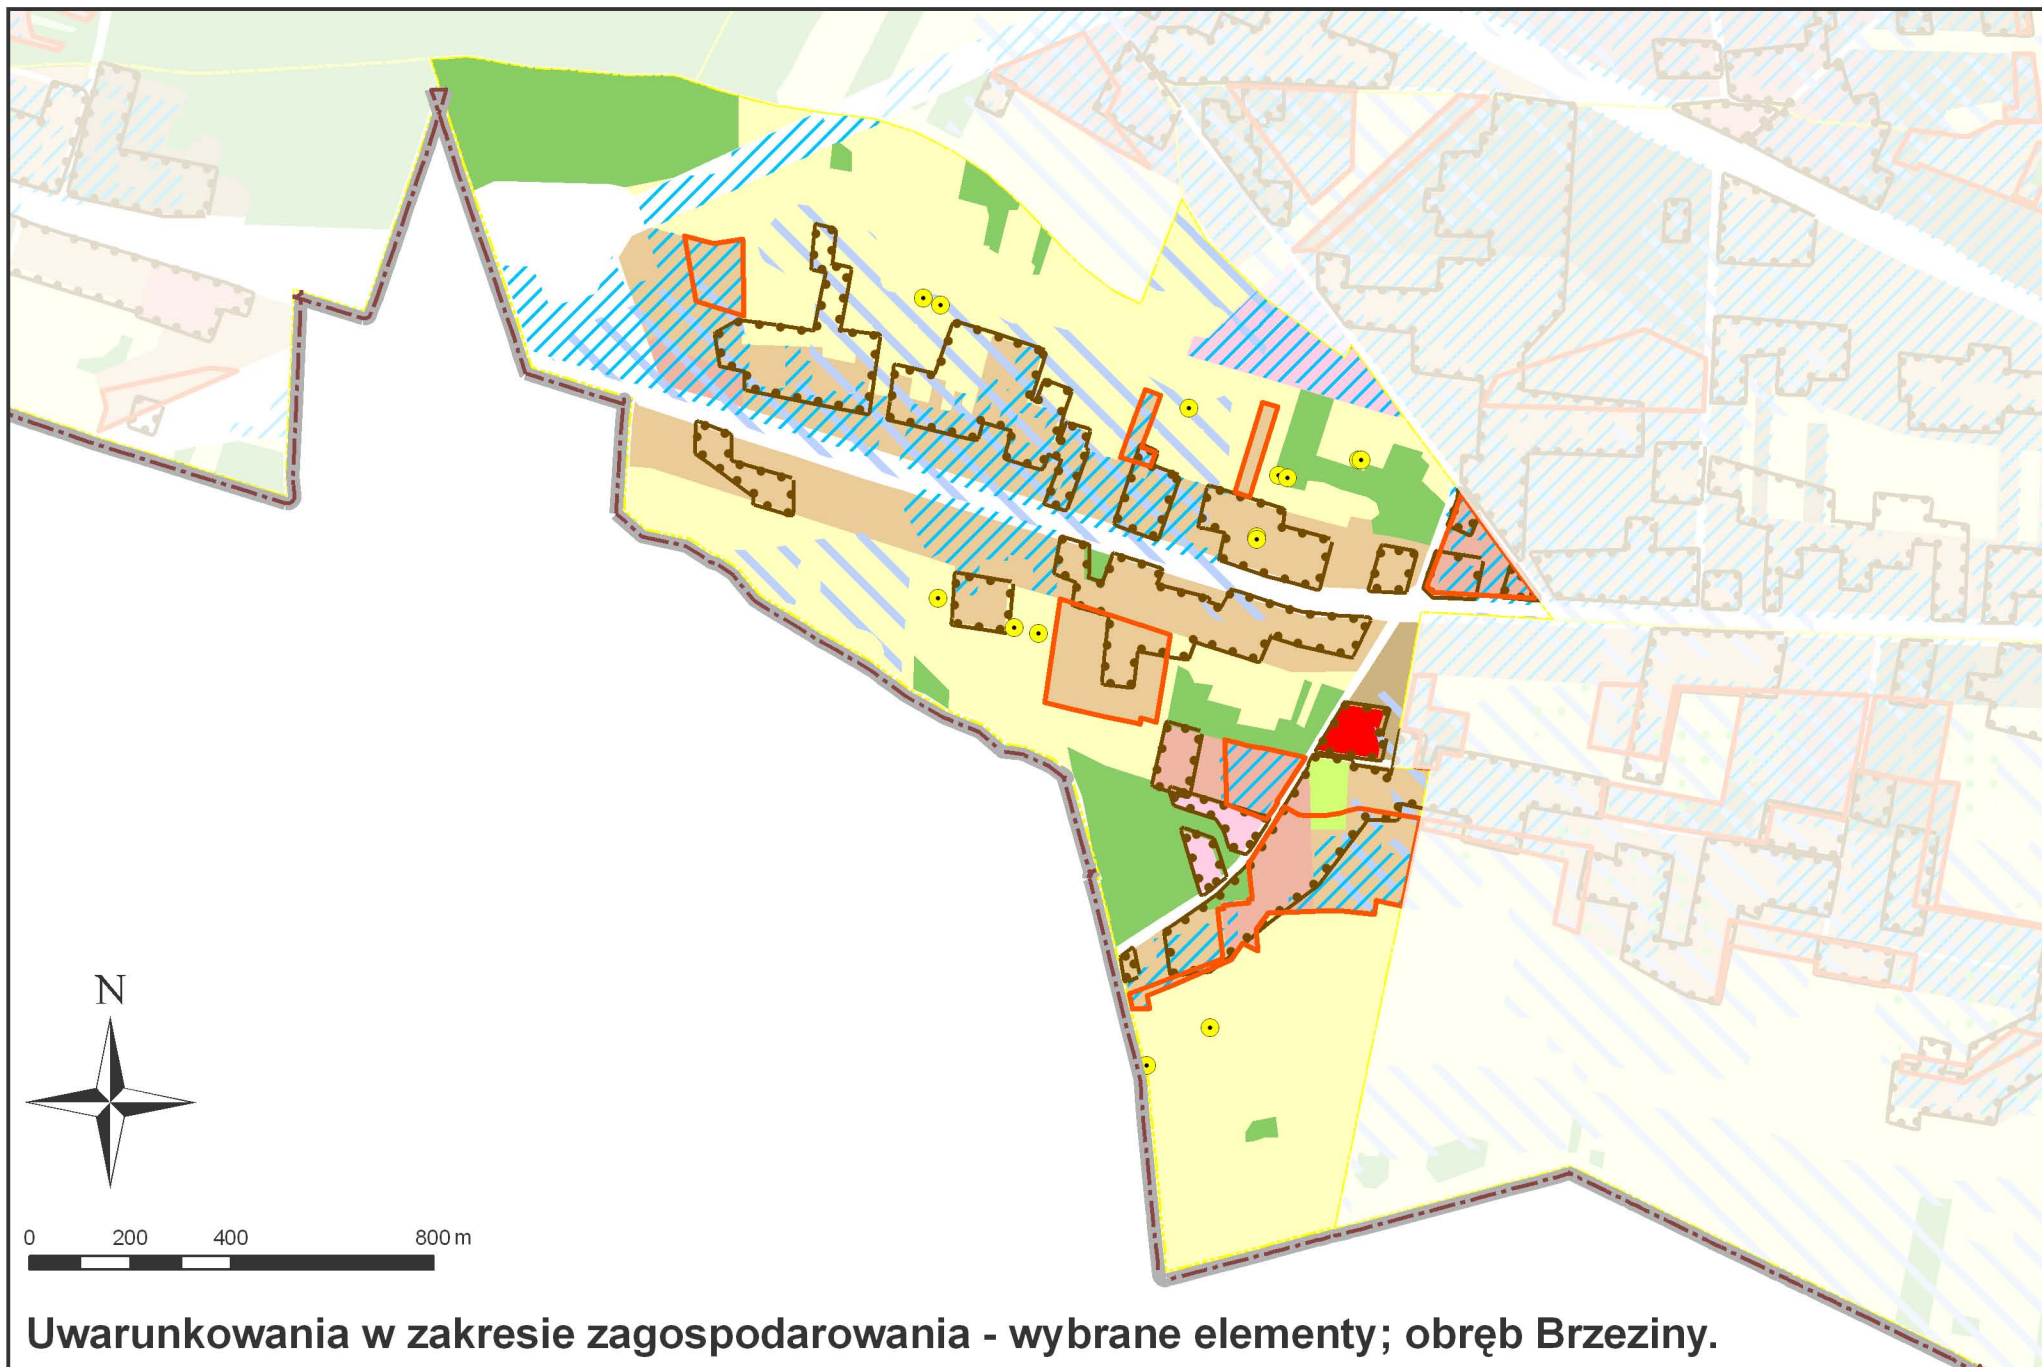 N
0 200 400 800 m
Uwarunkowania w zakresie zagospodarowania - wybrane elementy; obręb Brzeziny.